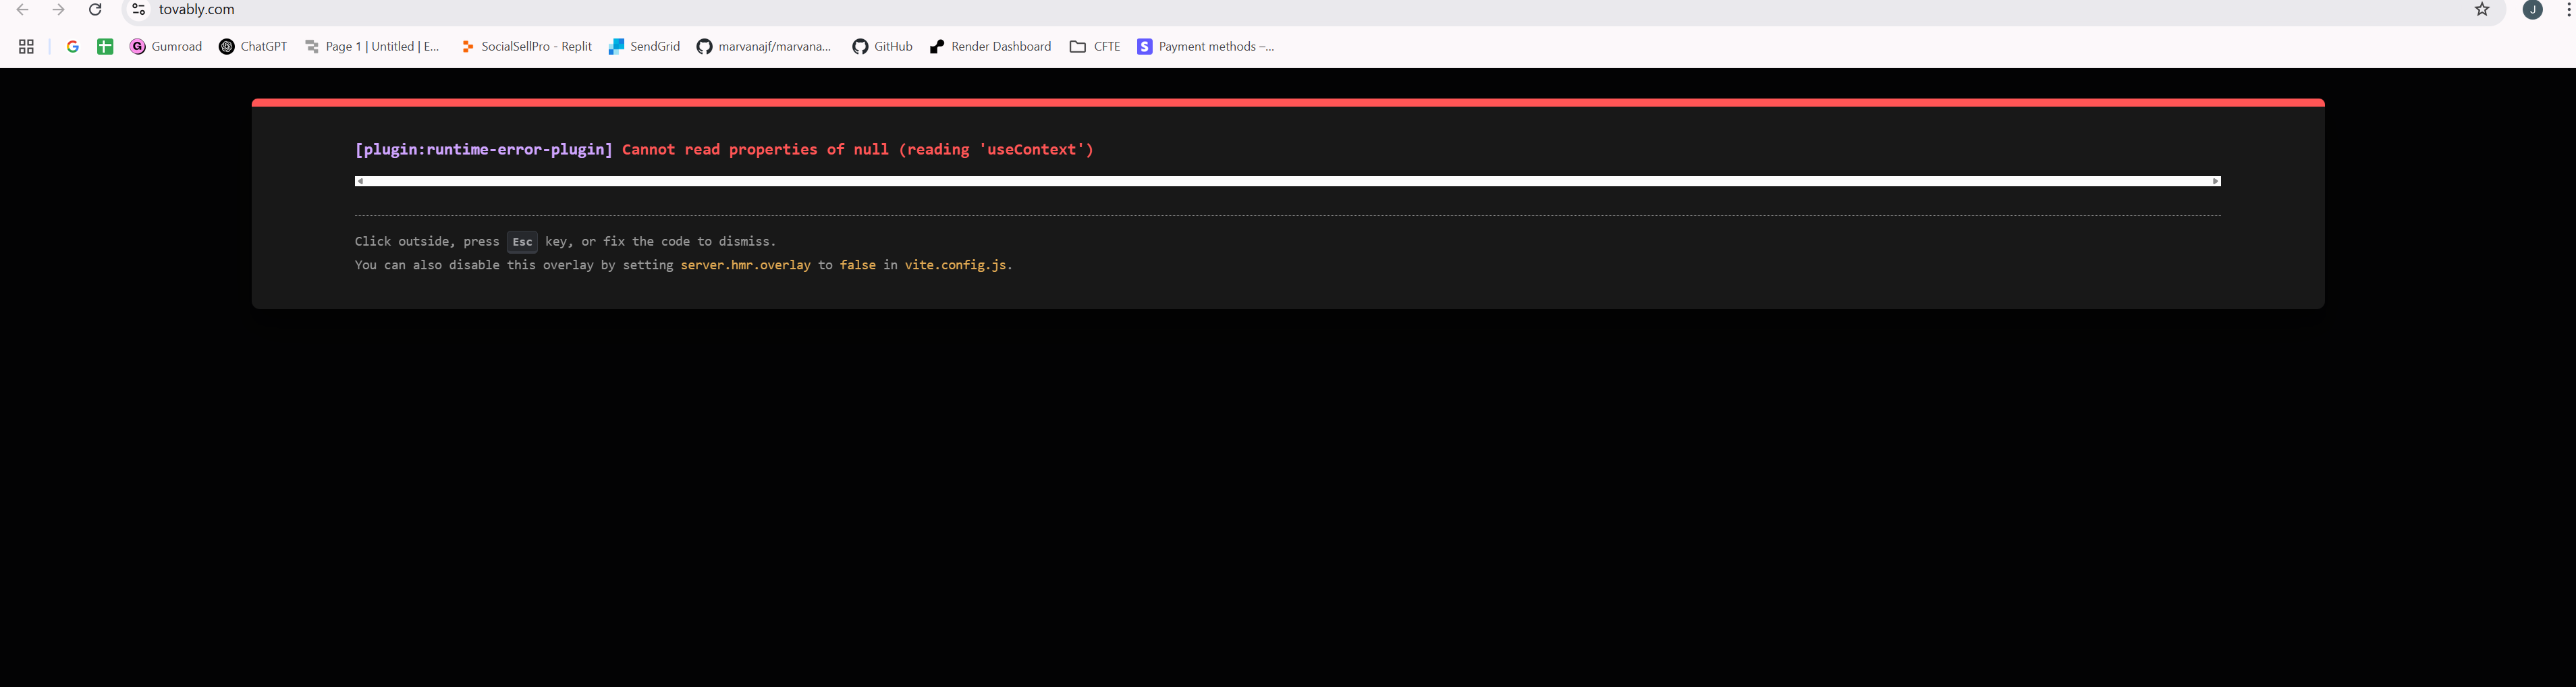 tovably.com
J
Gumroad
ChatGPT
Page 1 | Untitled | E...
SocialSellPro - Replit
SendGrid
marvanajf/marvana...
GitHub
Render Dashboard
CFTE
S
Payment methods –...
[plugin:runtime-error-plugin] Cannot read properties of null (reading 'useContext')
Click outside, press Esc key, or fix the code to dismiss.
You can also disable this overlay by setting server.hmr.overlay to false in vite.config.js.